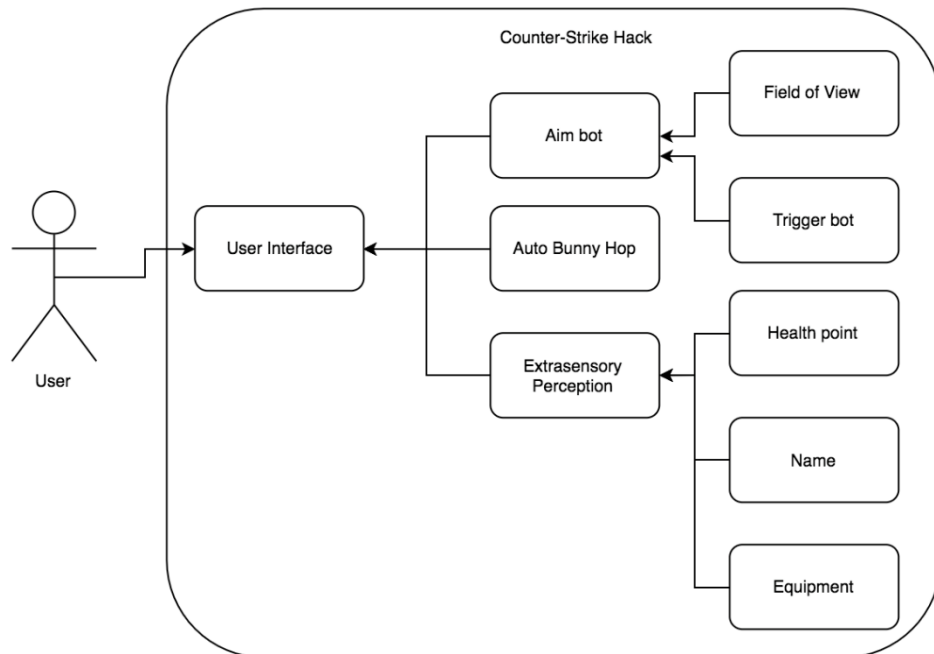 Counter-Strike Hack
Field of View
Aim bot
Trigger bot
User Interface
Auto Bunny Hop
Health point
Extrasensory
Perception
User
Name
Equipment